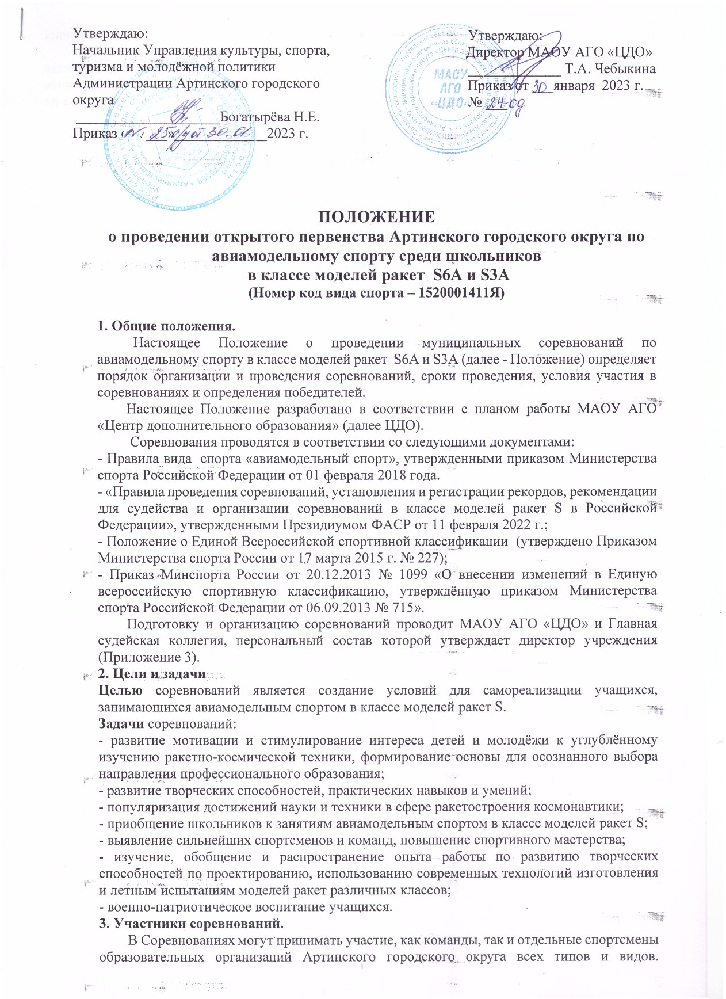 Утверждаю:
Начальник Управления культуры, спорта,
туризма и молодёжной политики
Администрации Артинского городского
округа
_____________________Богатырёва Н.Е.
Приказ № 25 от 30.01. 2023 г.
Утверждаю:
Директор МАОУ АГО «ЦДО»
____________ Т.А. Чебыкина
Приказ от 30 января 2023 г.
№ 24-од
МАОУ
АГО
«ЦДО»
ПОЛОЖЕНИЕ
о проведении открытого первенства Артинского городского округа по
авиамодельному спорту среди школьников
в классе моделей ракет S6A и S3A
(Номер код вида спорта – 1520001411Я)
1. Общие положения.
Настоящее Положение о проведении муниципальных соревнований по
авиамодельному спорту в классе моделей ракет S6A и S3A (далее - Положение) определяет
порядок организации и проведения соревнований, сроки проведения, условия участия в
соревнованиях и определения победителей.
Настоящее Положение разработано в соответствии с планом работы МАОУ АГО
«Центр дополнительного образования» (далее ЦДО).
Соревнования проводятся в соответствии со следующими документами:
- Правила вида спорта «авиамодельный спорт», утвержденными приказом Министерства
спорта Российской Федерации от 01 февраля 2018 года.
- «Правила проведения соревнований, установления и регистрации рекордов, рекомендации
для судейства и организации соревнований в классе моделей ракет S в Российской
Федерации», утвержденными Президиумом ФАСР от 11 февраля 2022 г.;
- Положение о Единой Всероссийской спортивной классификации (утверждено Приказом
Министерства спорта России от 17 марта 2015 г. № 227);
- Приказ Минспорта России от 20.12.2013 № 1099 «О внесении изменений в Единую
всероссийскую спортивную классификацию, утверждённую приказом Министерства
спорта Российской Федерации от 06.09.2013 № 715».
Подготовку и организацию соревнований проводит МАОУ АГО «ЦДО» и Главная
судейская коллегия, персональный состав которой утверждает директор учреждения
(Приложение 3).
2. Цели и задачи
Целью соревнований является создание условий для самореализации учащихся,
занимающихся авиамодельным спортом в классе моделей ракет S.
Задачи соревнований:
- развитие мотивации и стимулирование интереса детей и молодёжи к углублённому
изучению ракетно-космической техники, формирование основы для осознанного выбора
направления профессионального образования;
- развитие творческих способностей, практических навыков и умений;
- популяризация достижений науки и техники в сфере ракетостроения космонавтики;
- приобщение школьников к занятиям авиамодельным спортом в классе моделей ракет S;
- выявление сильнейших спортсменов и команд, повышение спортивного мастерства;
- изучение, обобщение и распространение опыта работы по развитию творческих
способностей по проектированию, использованию современных технологий изготовления
и летным испытаниям моделей ракет различных классов;
- военно-патриотическое воспитание учащихся.
3. Участники соревнований.
В Соревнованиях могут принимать участие, как команды, так и отдельные спортсмены
образовательных организаций Артинского городского округа всех типов и видов.